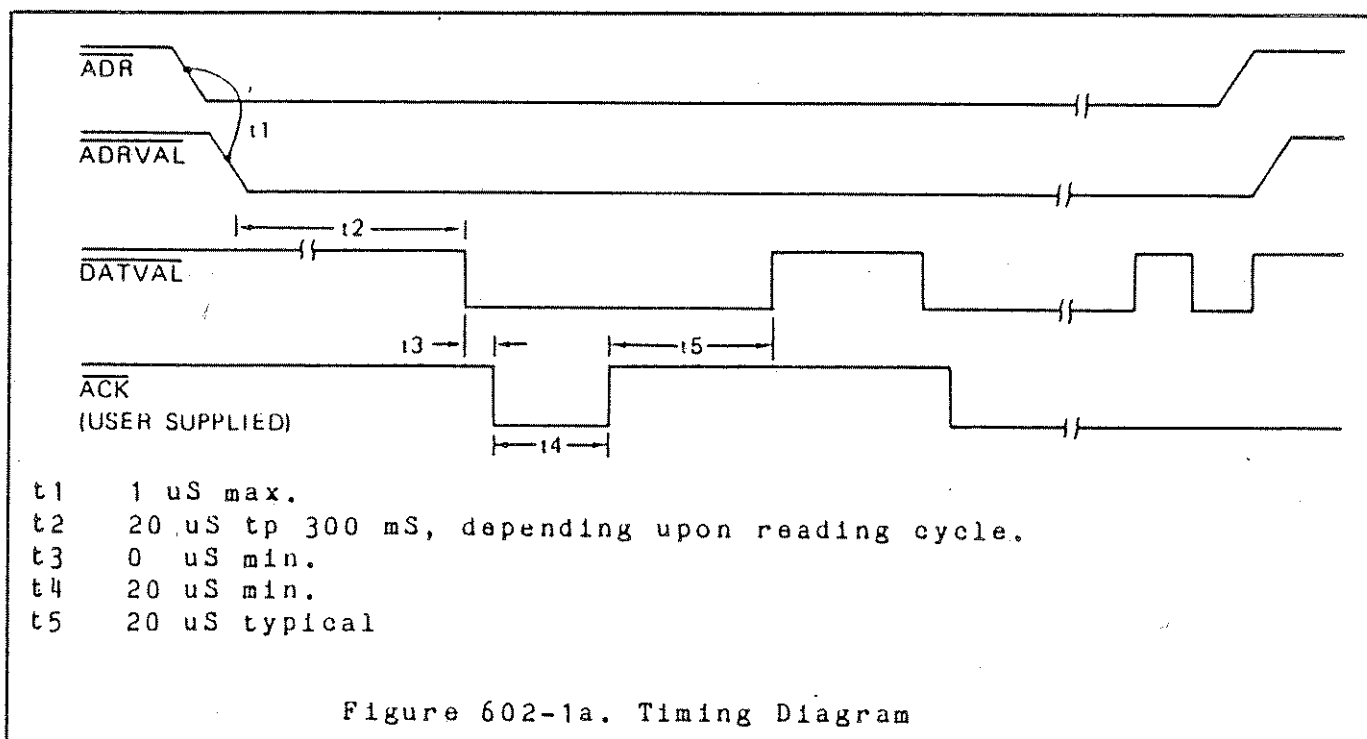 ADR
t1
ADRVAL
t2
DATVAL
t3
t5
ACK
(USER SUPPLIED)
t4
t1 1 uS max.
t2 20 uS tp 300 mS, depending upon reading cycle.
t3 0 uS min.
t4 20 uS min.
t5 20 uS typical
Figure 602-1a. Timing Diagram